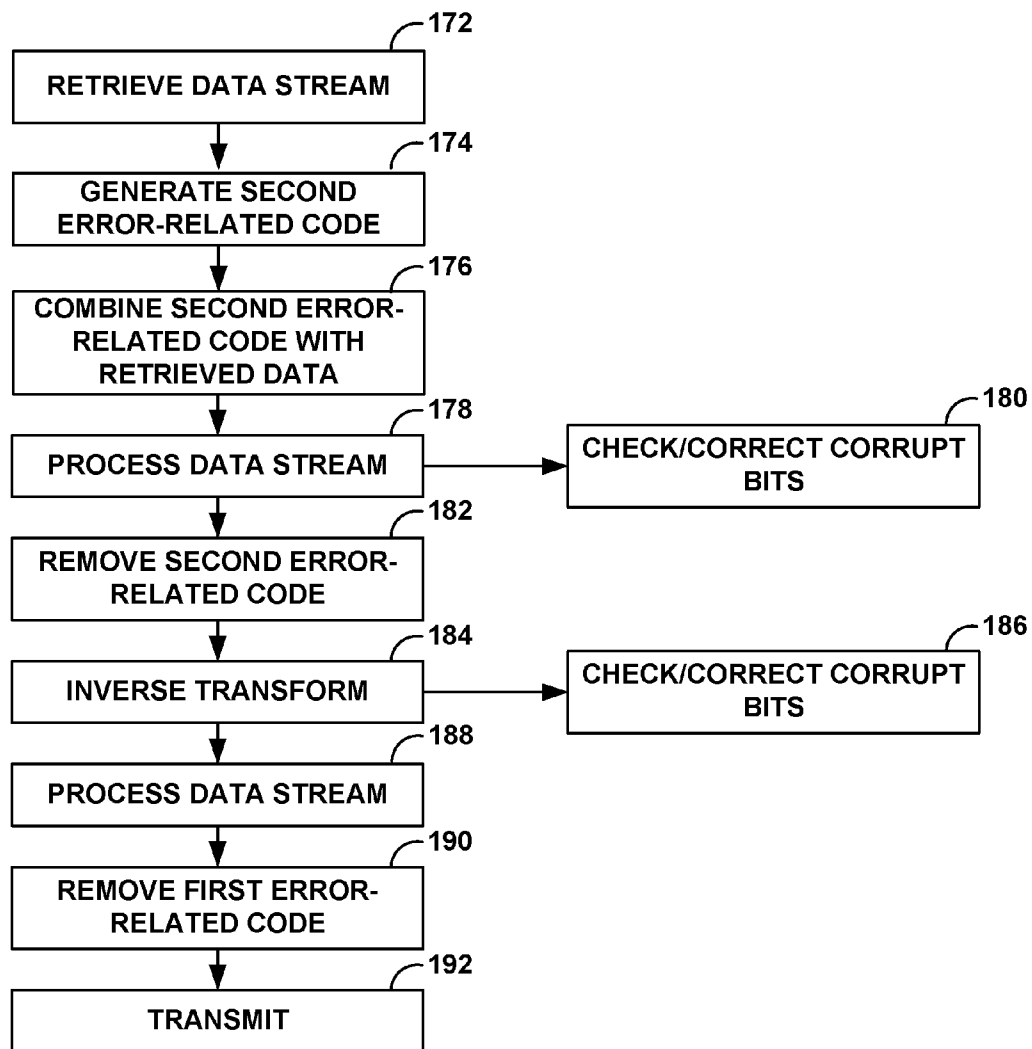 172
RETRIEVE DATA STREAM
174
GENERATE SECOND
ERROR-RELATED CODE
176
COMBINE SECOND ERROR-
RELATED CODE WITH
RETRIEVED DATA
178
PROCESS DATA STREAM
180
CHECK/CORRECT CORRUPT
BITS
182
REMOVE SECOND ERROR-
RELATED CODE
184
INVERSE TRANSFORM
186
CHECK/CORRECT CORRUPT
BITS
188
PROCESS DATA STREAM
190
REMOVE FIRST ERROR-
RELATED CODE
192
TRANSMIT